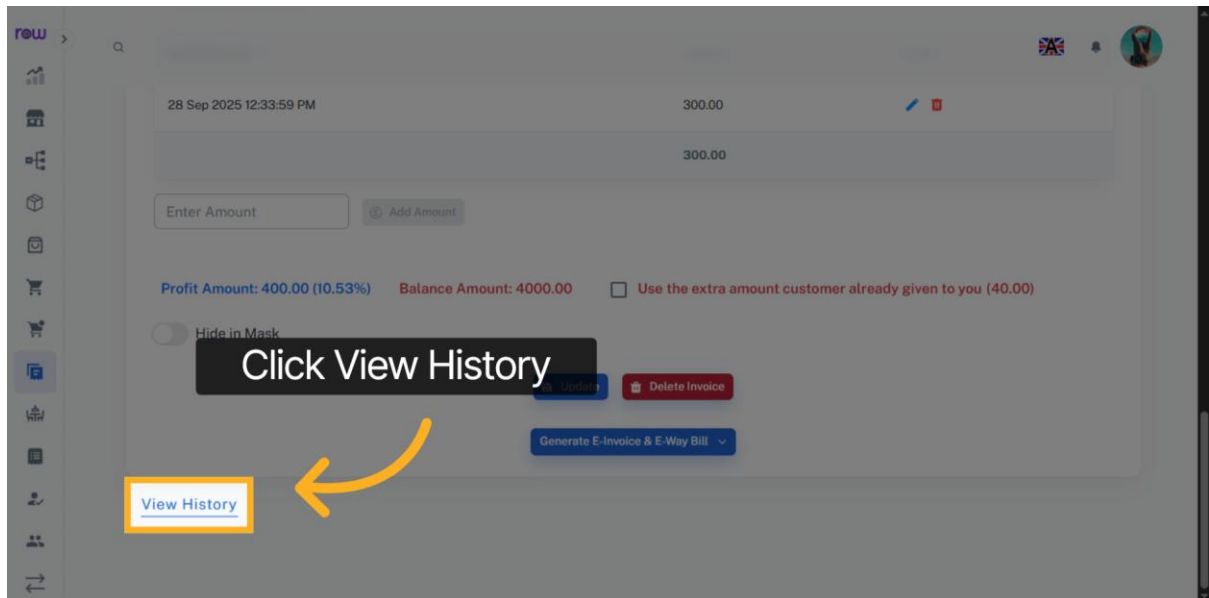 row
28 Sep 2025 12:33:59 PM 300.00
300.00
Enter Amount Add Amount
Profit Amount: 400.00 (10.53%) Balance Amount: 4000.00 Use the extra amount customer already given to you (40.00)
Hide in Mask
Click View History
Update Delete Invoice
Generate E-Invoice & E-Way Bill
View History